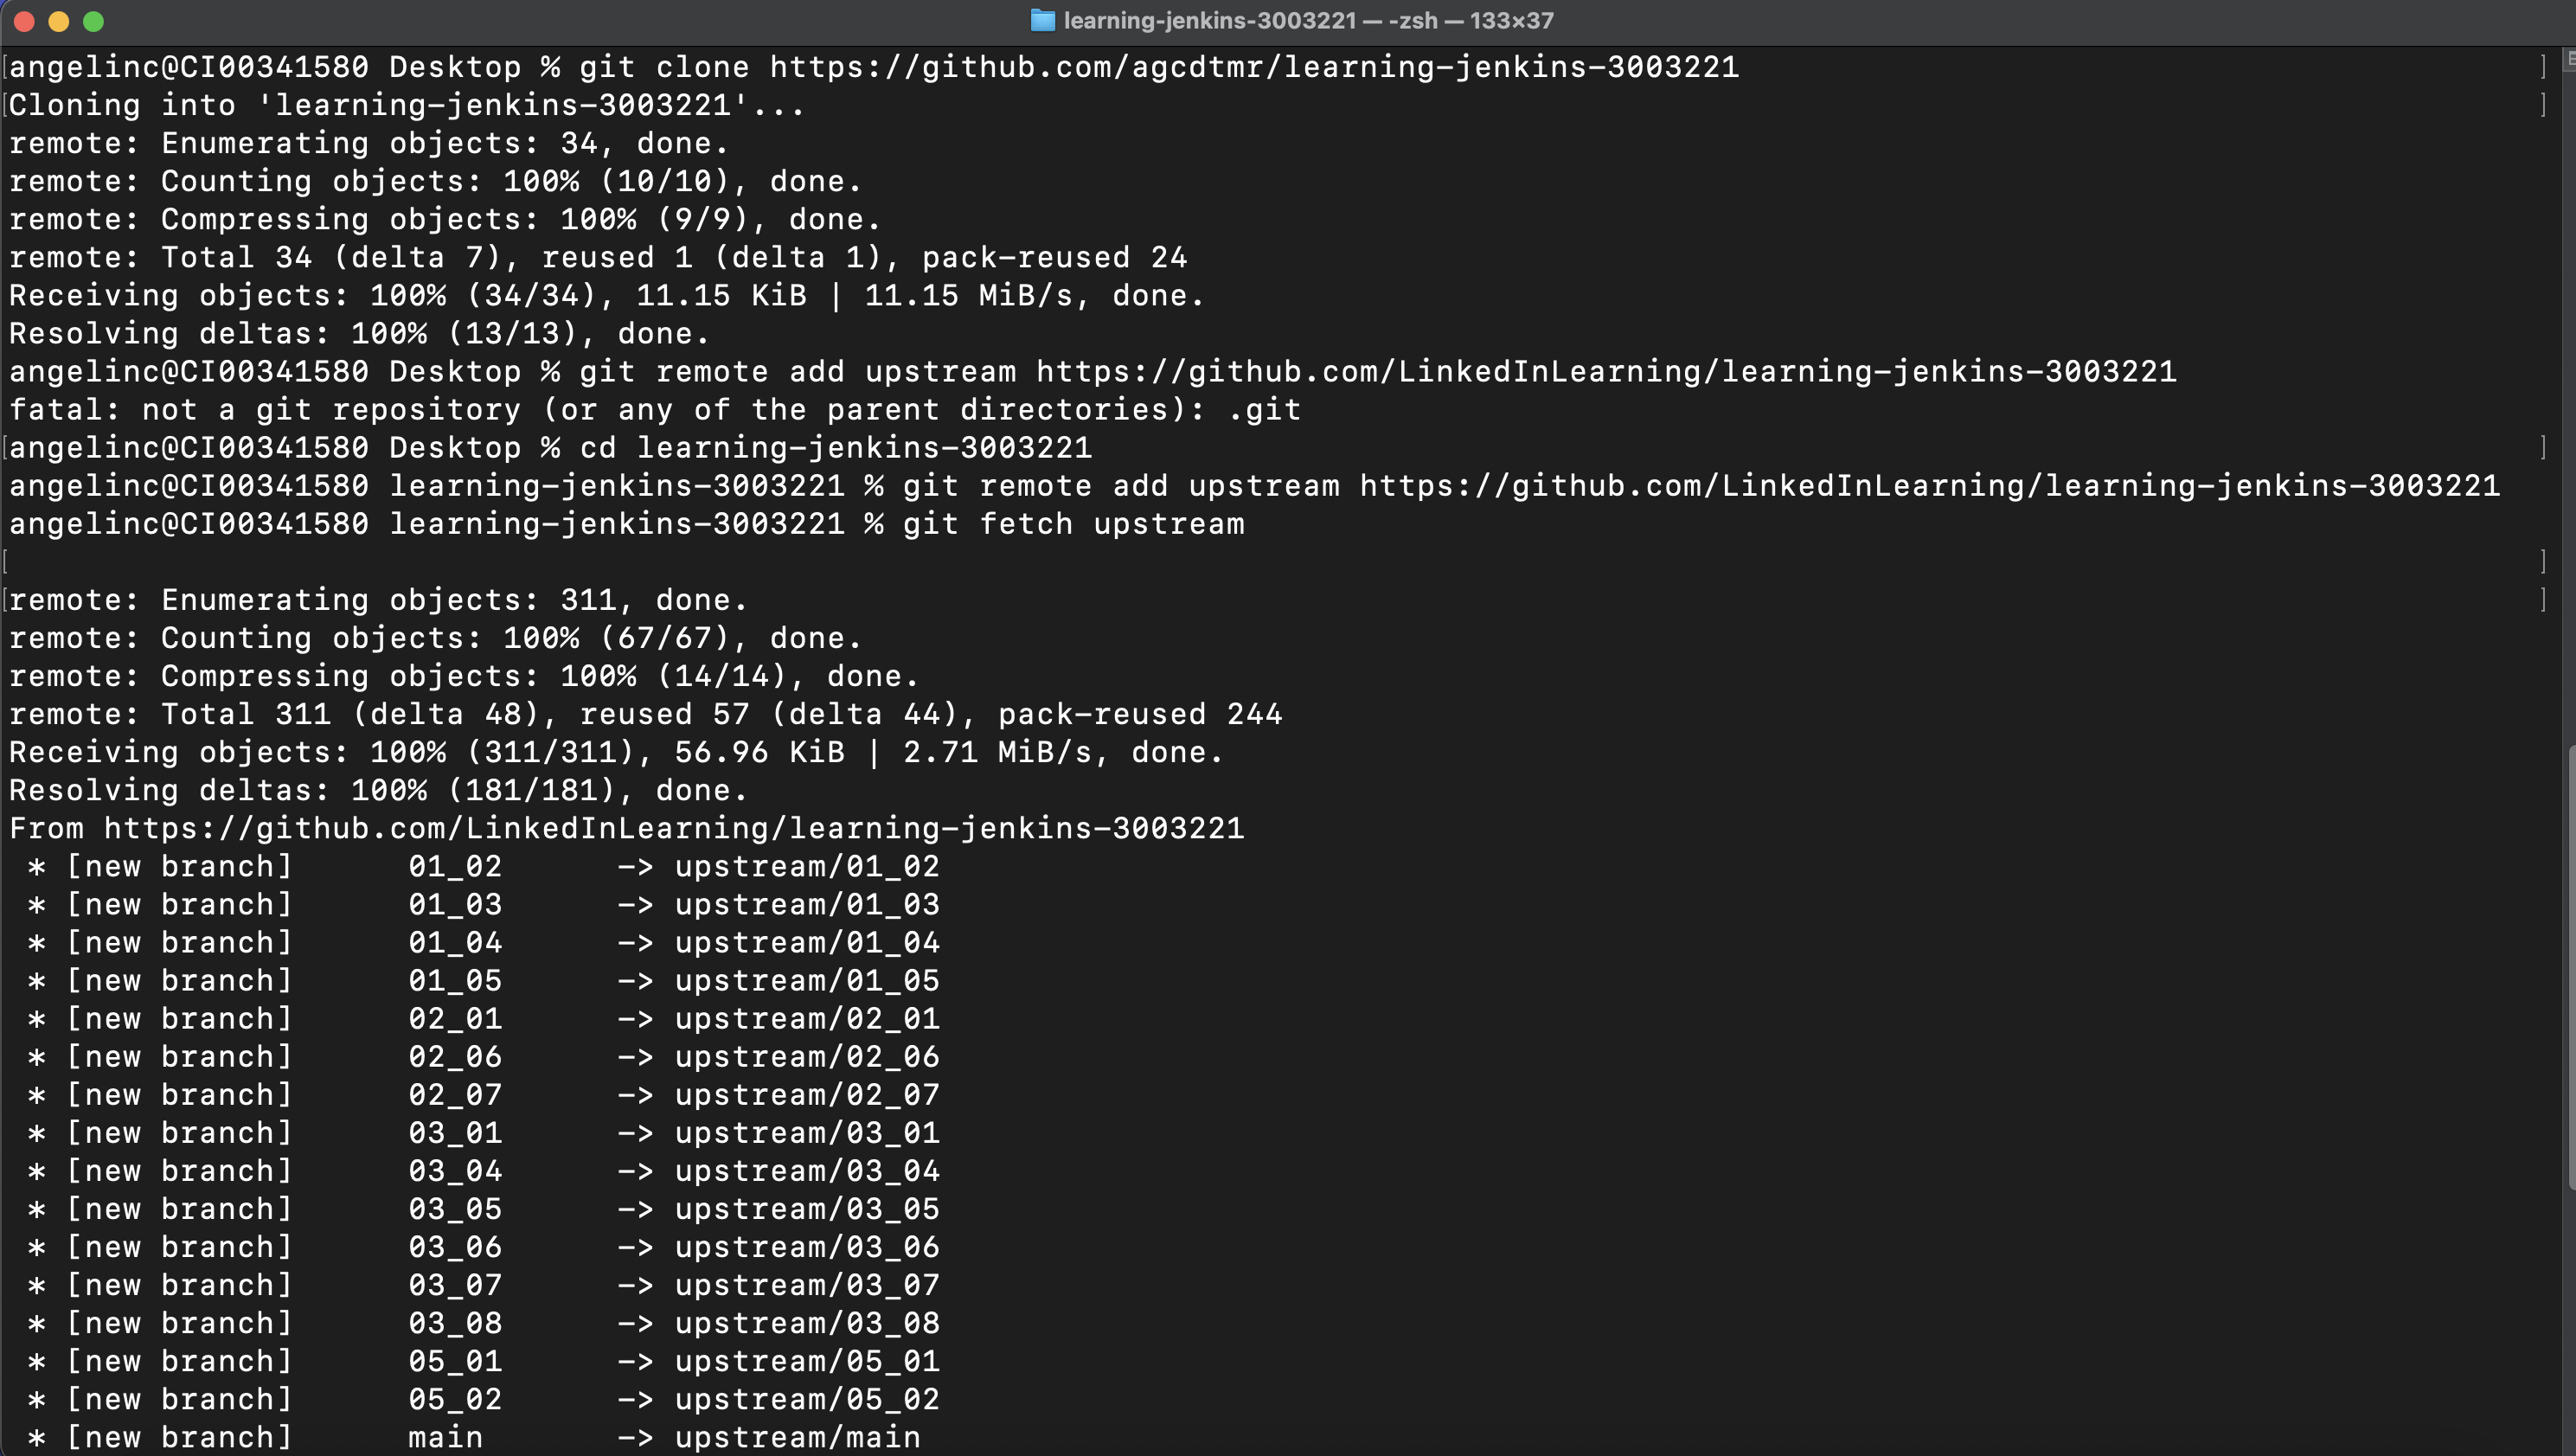 learning-jenkins-3003221 — -zsh — 133×37
angelinc@CI00341580 Desktop % git clone https://github.com/agcdtmr/learning-jenkins-3003221
Cloning into 'learning-jenkins-3003221'...
remote: Enumerating objects: 34, done.
remote: Counting objects: 100% (10/10), done.
remote: Compressing objects: 100% (9/9), done.
remote: Total 34 (delta 7), reused 1 (delta 1), pack-reused 24
Receiving objects: 100% (34/34), 11.15 KiB | 11.15 MiB/s, done.
Resolving deltas: 100% (13/13), done.
angelinc@CI00341580 Desktop % git remote add upstream https://github.com/LinkedInLearning/learning-jenkins-3003221
fatal: not a git repository (or any of the parent directories): .git
angelinc@CI00341580 Desktop % cd learning-jenkins-3003221
angelinc@CI00341580 learning-jenkins-3003221 % git remote add upstream https://github.com/LinkedInLearning/learning-jenkins-3003221
angelinc@CI00341580 learning-jenkins-3003221 % git fetch upstream
remote: Enumerating objects: 311, done.
remote: Counting objects: 100% (67/67), done.
remote: Compressing objects: 100% (14/14), done.
remote: Total 311 (delta 48), reused 57 (delta 44), pack-reused 244
Receiving objects: 100% (311/311), 56.96 KiB | 2.71 MiB/s, done.
Resolving deltas: 100% (181/181), done.
From https://github.com/LinkedInLearning/learning-jenkins-3003221
 * [new branch]      01_02      -> upstream/01_02
 * [new branch]      01_03      -> upstream/01_03
 * [new branch]      01_04      -> upstream/01_04
 * [new branch]      01_05      -> upstream/01_05
 * [new branch]      02_01      -> upstream/02_01
 * [new branch]      02_06      -> upstream/02_06
 * [new branch]      02_07      -> upstream/02_07
 * [new branch]      03_01      -> upstream/03_01
 * [new branch]      03_04      -> upstream/03_04
 * [new branch]      03_05      -> upstream/03_05
 * [new branch]      03_06      -> upstream/03_06
 * [new branch]      03_07      -> upstream/03_07
 * [new branch]      03_08      -> upstream/03_08
 * [new branch]      05_01      -> upstream/05_01
 * [new branch]      05_02      -> upstream/05_02
 * [new branch]      main       -> upstream/main